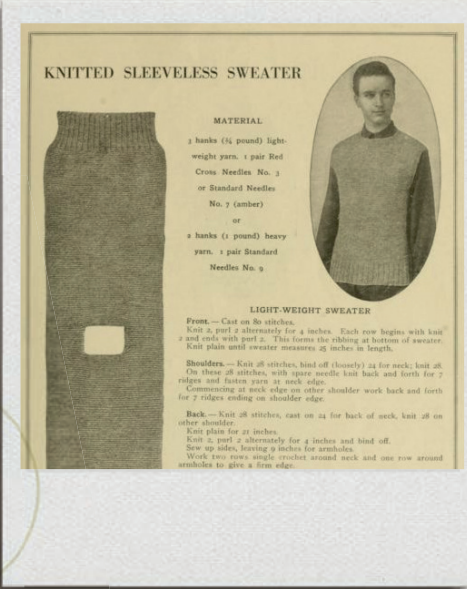 KNITTED SLEEVELESS SWEATER
MATERIAL
3 hanks (¾ pound) light-
weight yarn. 1 pair Red
Cross Needles No. 3
or Standard Needles
No. 7 (amber)
or
2 hanks (1 pound) heavy
yarn. 1 pair Standard
Needles No. 9
LIGHT-WEIGHT SWEATER
Front. — Cast on 80 stitches.
Knit 2, purl 2 alternately for 4 inches. Each row begins with knit
2 and ends with purl 2. This forms the ribbing at bottom of sweater.
Knit plain until sweater measures 25 inches in length.
Shoulders. — Knit 28 stitches, bind off (loosely) 24 for neck; knit 28.
On these 28 stitches, with spare needle knit back and forth for 7
ridges and fasten yarn at neck edge.
Commencing at neck edge on other shoulder work back and forth
for 7 ridges ending on shoulder edge.
Back. — Knit 28 stitches, cast on 24 for back of neck, knit 28 on
other shoulder.
Knit plain for 21 inches.
Knit 2, purl 2 alternately for 4 inches and bind off.
Sew up sides, leaving 9 inches for armholes.
Work two rows single crochet around neck and one row around
armholes to give a firm edge.